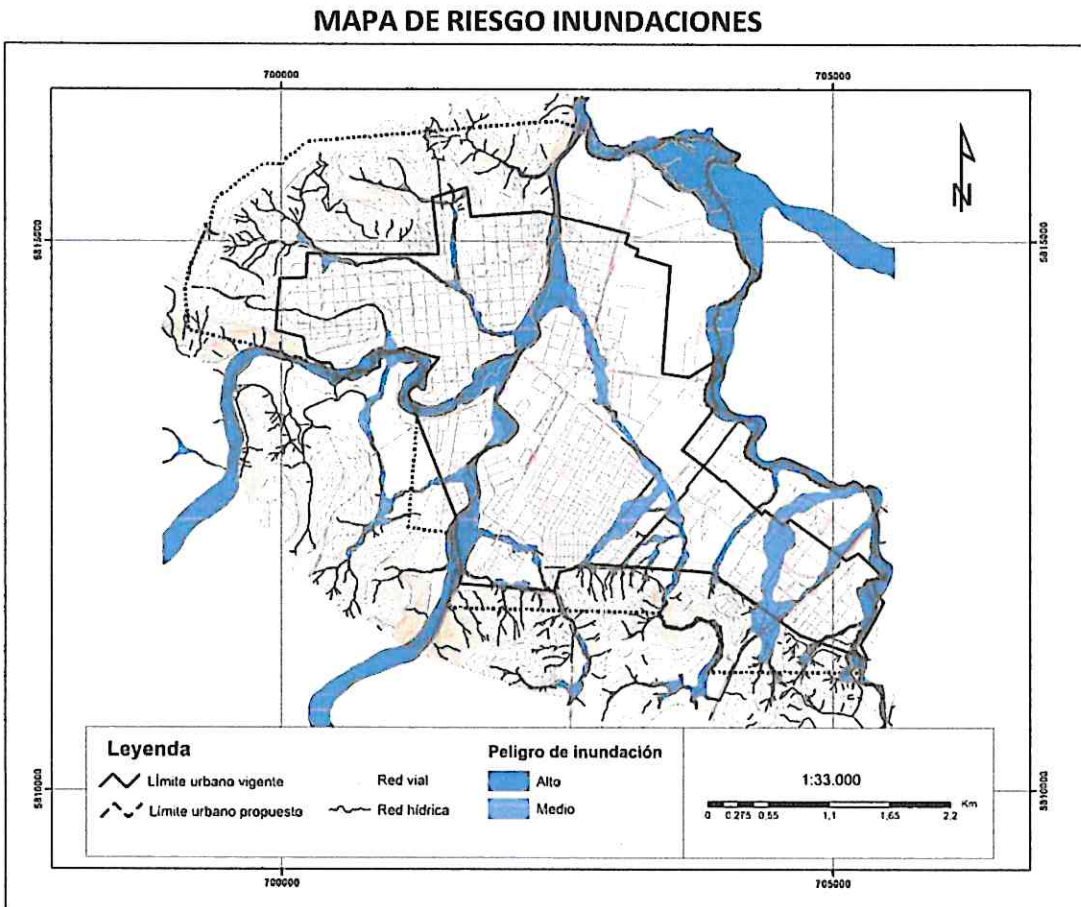 MAPA DE RIESGO INUNDACIONES
700000 705000
5815000 5815000
5810000 5810000
N
Leyenda
Límite urbano vigente
Límite urbano propuesto
Red vial
Red hídrica
Peligro de inundación
Alto
Medio
1:33.000
Km
0 0,275 0,55 1,1 1,65 2,2
700000 705000